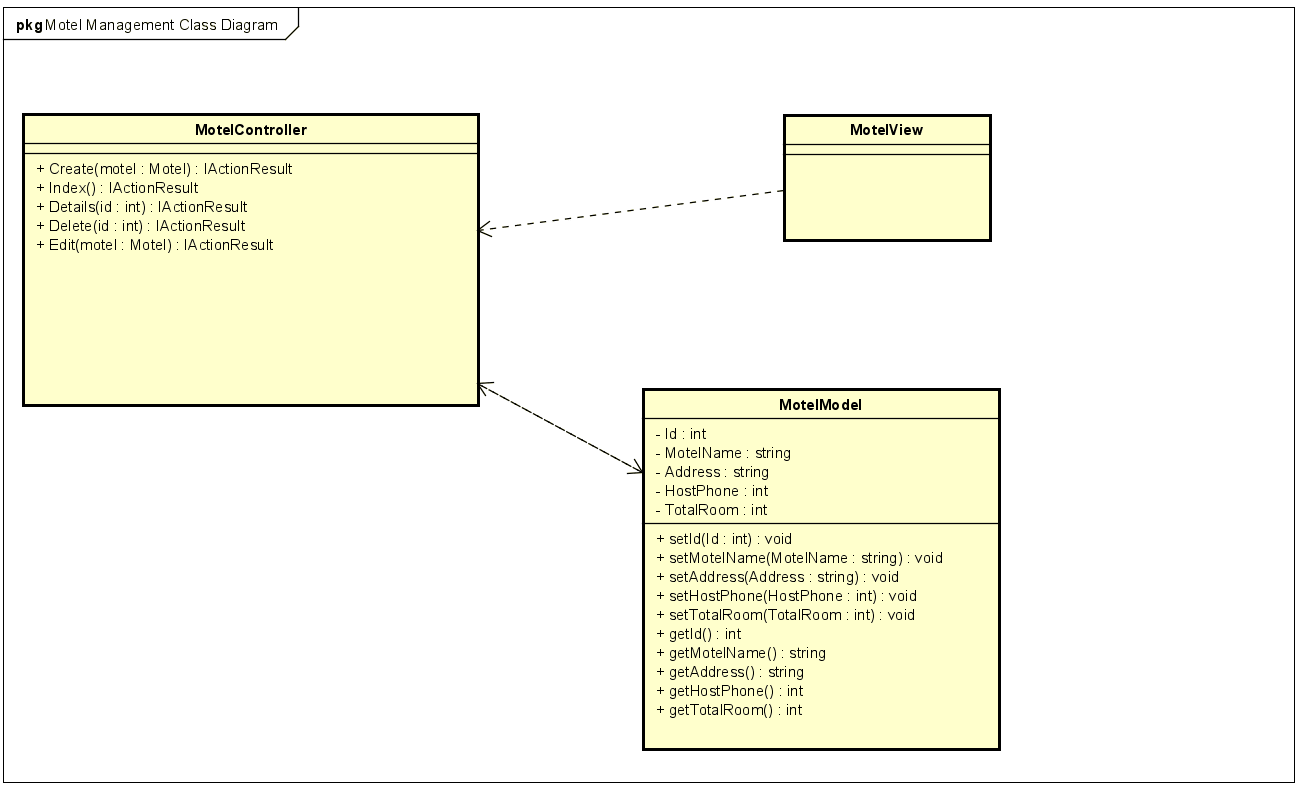 pkg Motel Management Class Diagram
MotelController
+ Create(motel : Motel) : IActionResult
+ Index() : IActionResult
+ Details(id : int) : IActionResult
+ Delete(id : int) : IActionResult
+ Edit(motel : Motel) : IActionResult
MotelView
MotelModel
- Id : int
- MotelName : string
- Address : string
- HostPhone : int
- TotalRoom : int
+ setId(Id : int) : void
+ setMotelName(MotelName : string) : void
+ setAddress(Address : string) : void
+ setHostPhone(HostPhone : int) : void
+ setTotalRoom(TotalRoom : int) : void
+ getId() : int
+ getMotelName() : string
+ getAddress() : string
+ getHostPhone() : int
+ getTotalRoom() : int